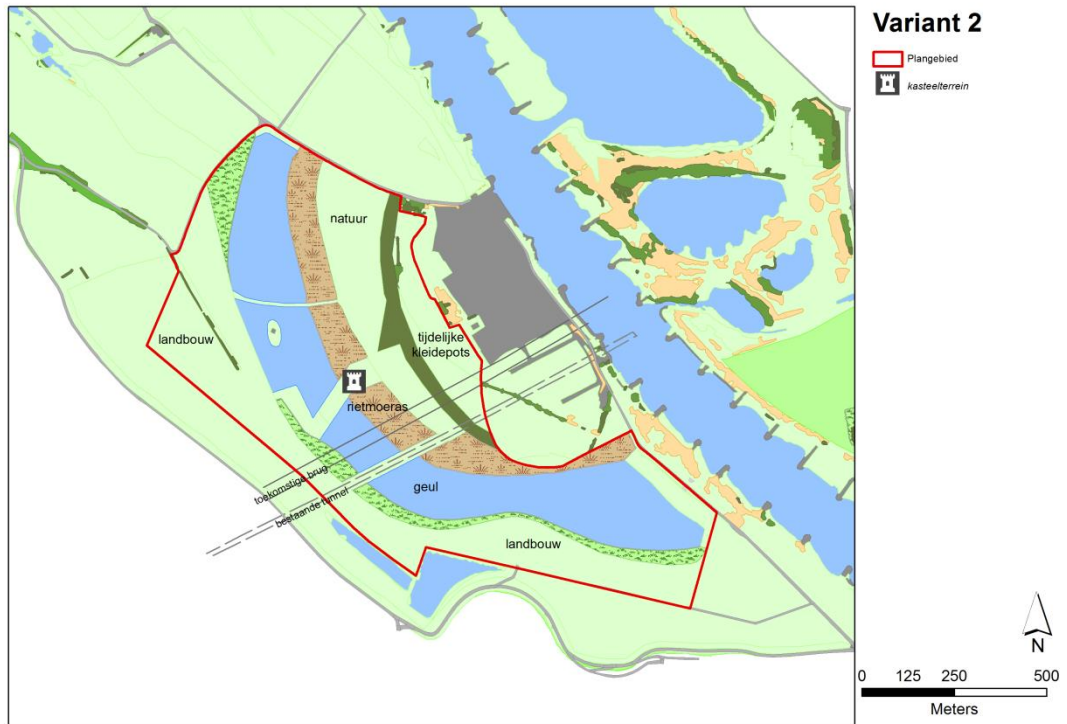 Variant 2
Plangebied
kasteelterrein
natuur
landbouw
tijdelijke
kleidepots
rietmoeras
toekomstige brug
geul
bestaande tunnel
landbouw
N
0 125 250 500
Meters